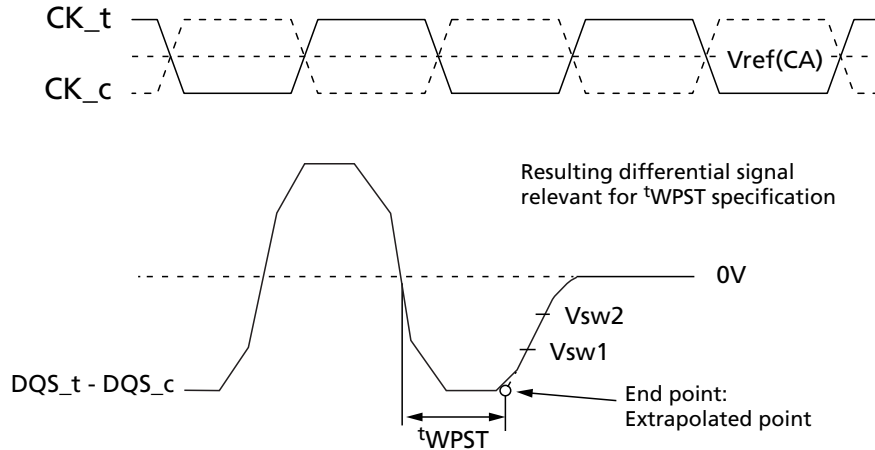 CK_t
Vref(CA)
CK_c
Resulting differential signal
relevant for tWPST specification
0V
Vsw2
Vsw1
DQS_t - DQS_c
End point:
Extrapolated point
tWPST